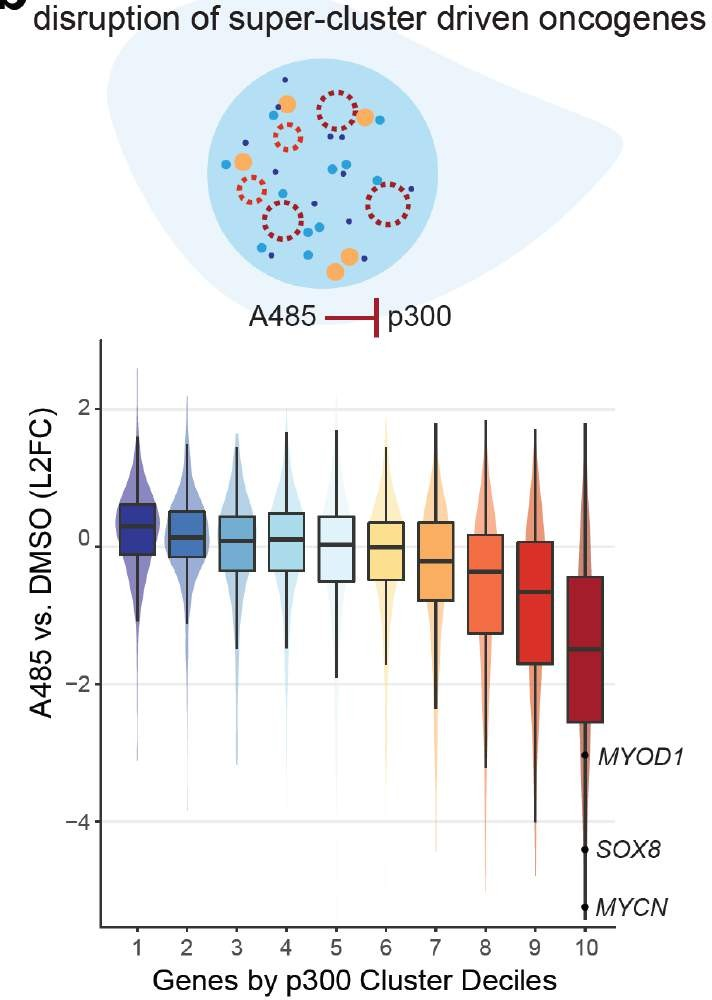 b
disruption of super-cluster driven oncogenes
A485 p300
A485 vs. DMSO (L2FC)
2
0
−2
−4
MYOD1
SOX8
MYCN
1 2 3 4 5 6 7 8 9 10
Genes by p300 Cluster Deciles